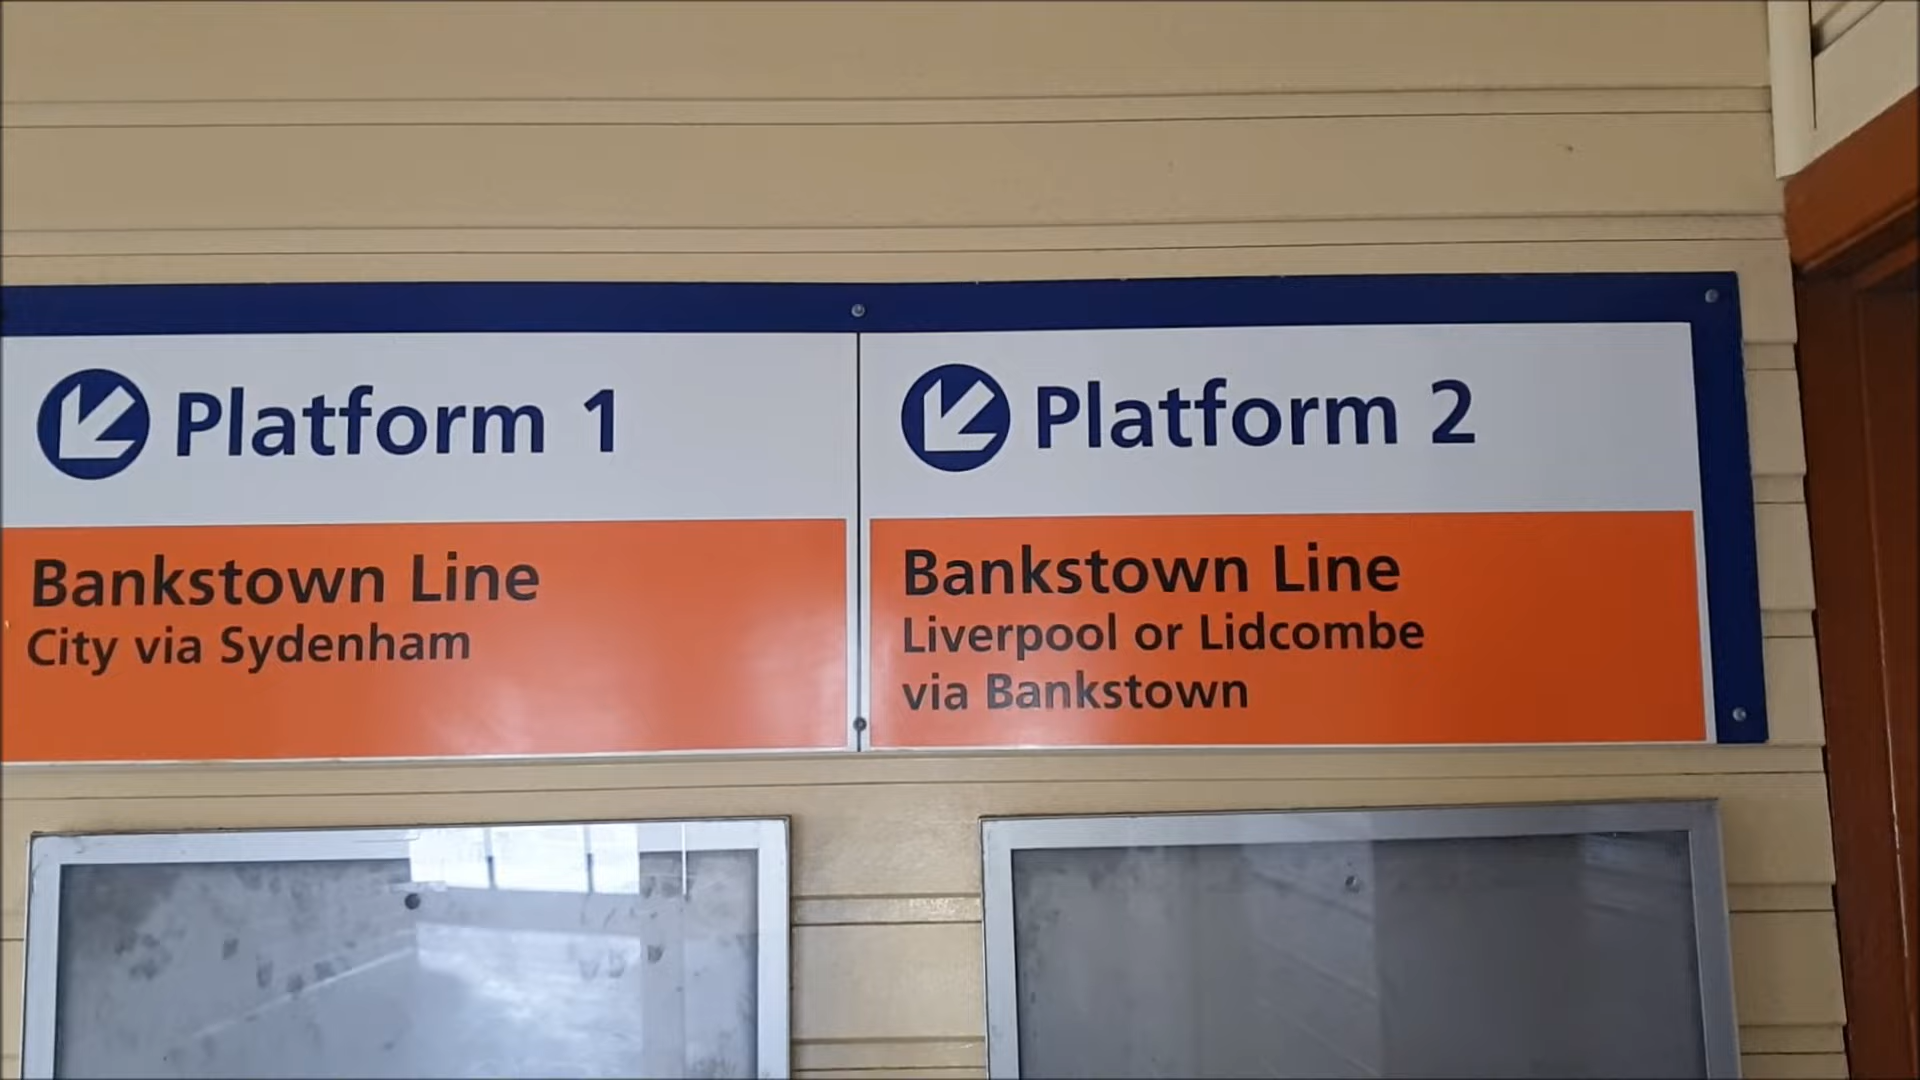 Platform 1
Bankstown Line
City via Sydenham
Platform 2
Bankstown Line
Liverpool or Lidcombe
via Bankstown